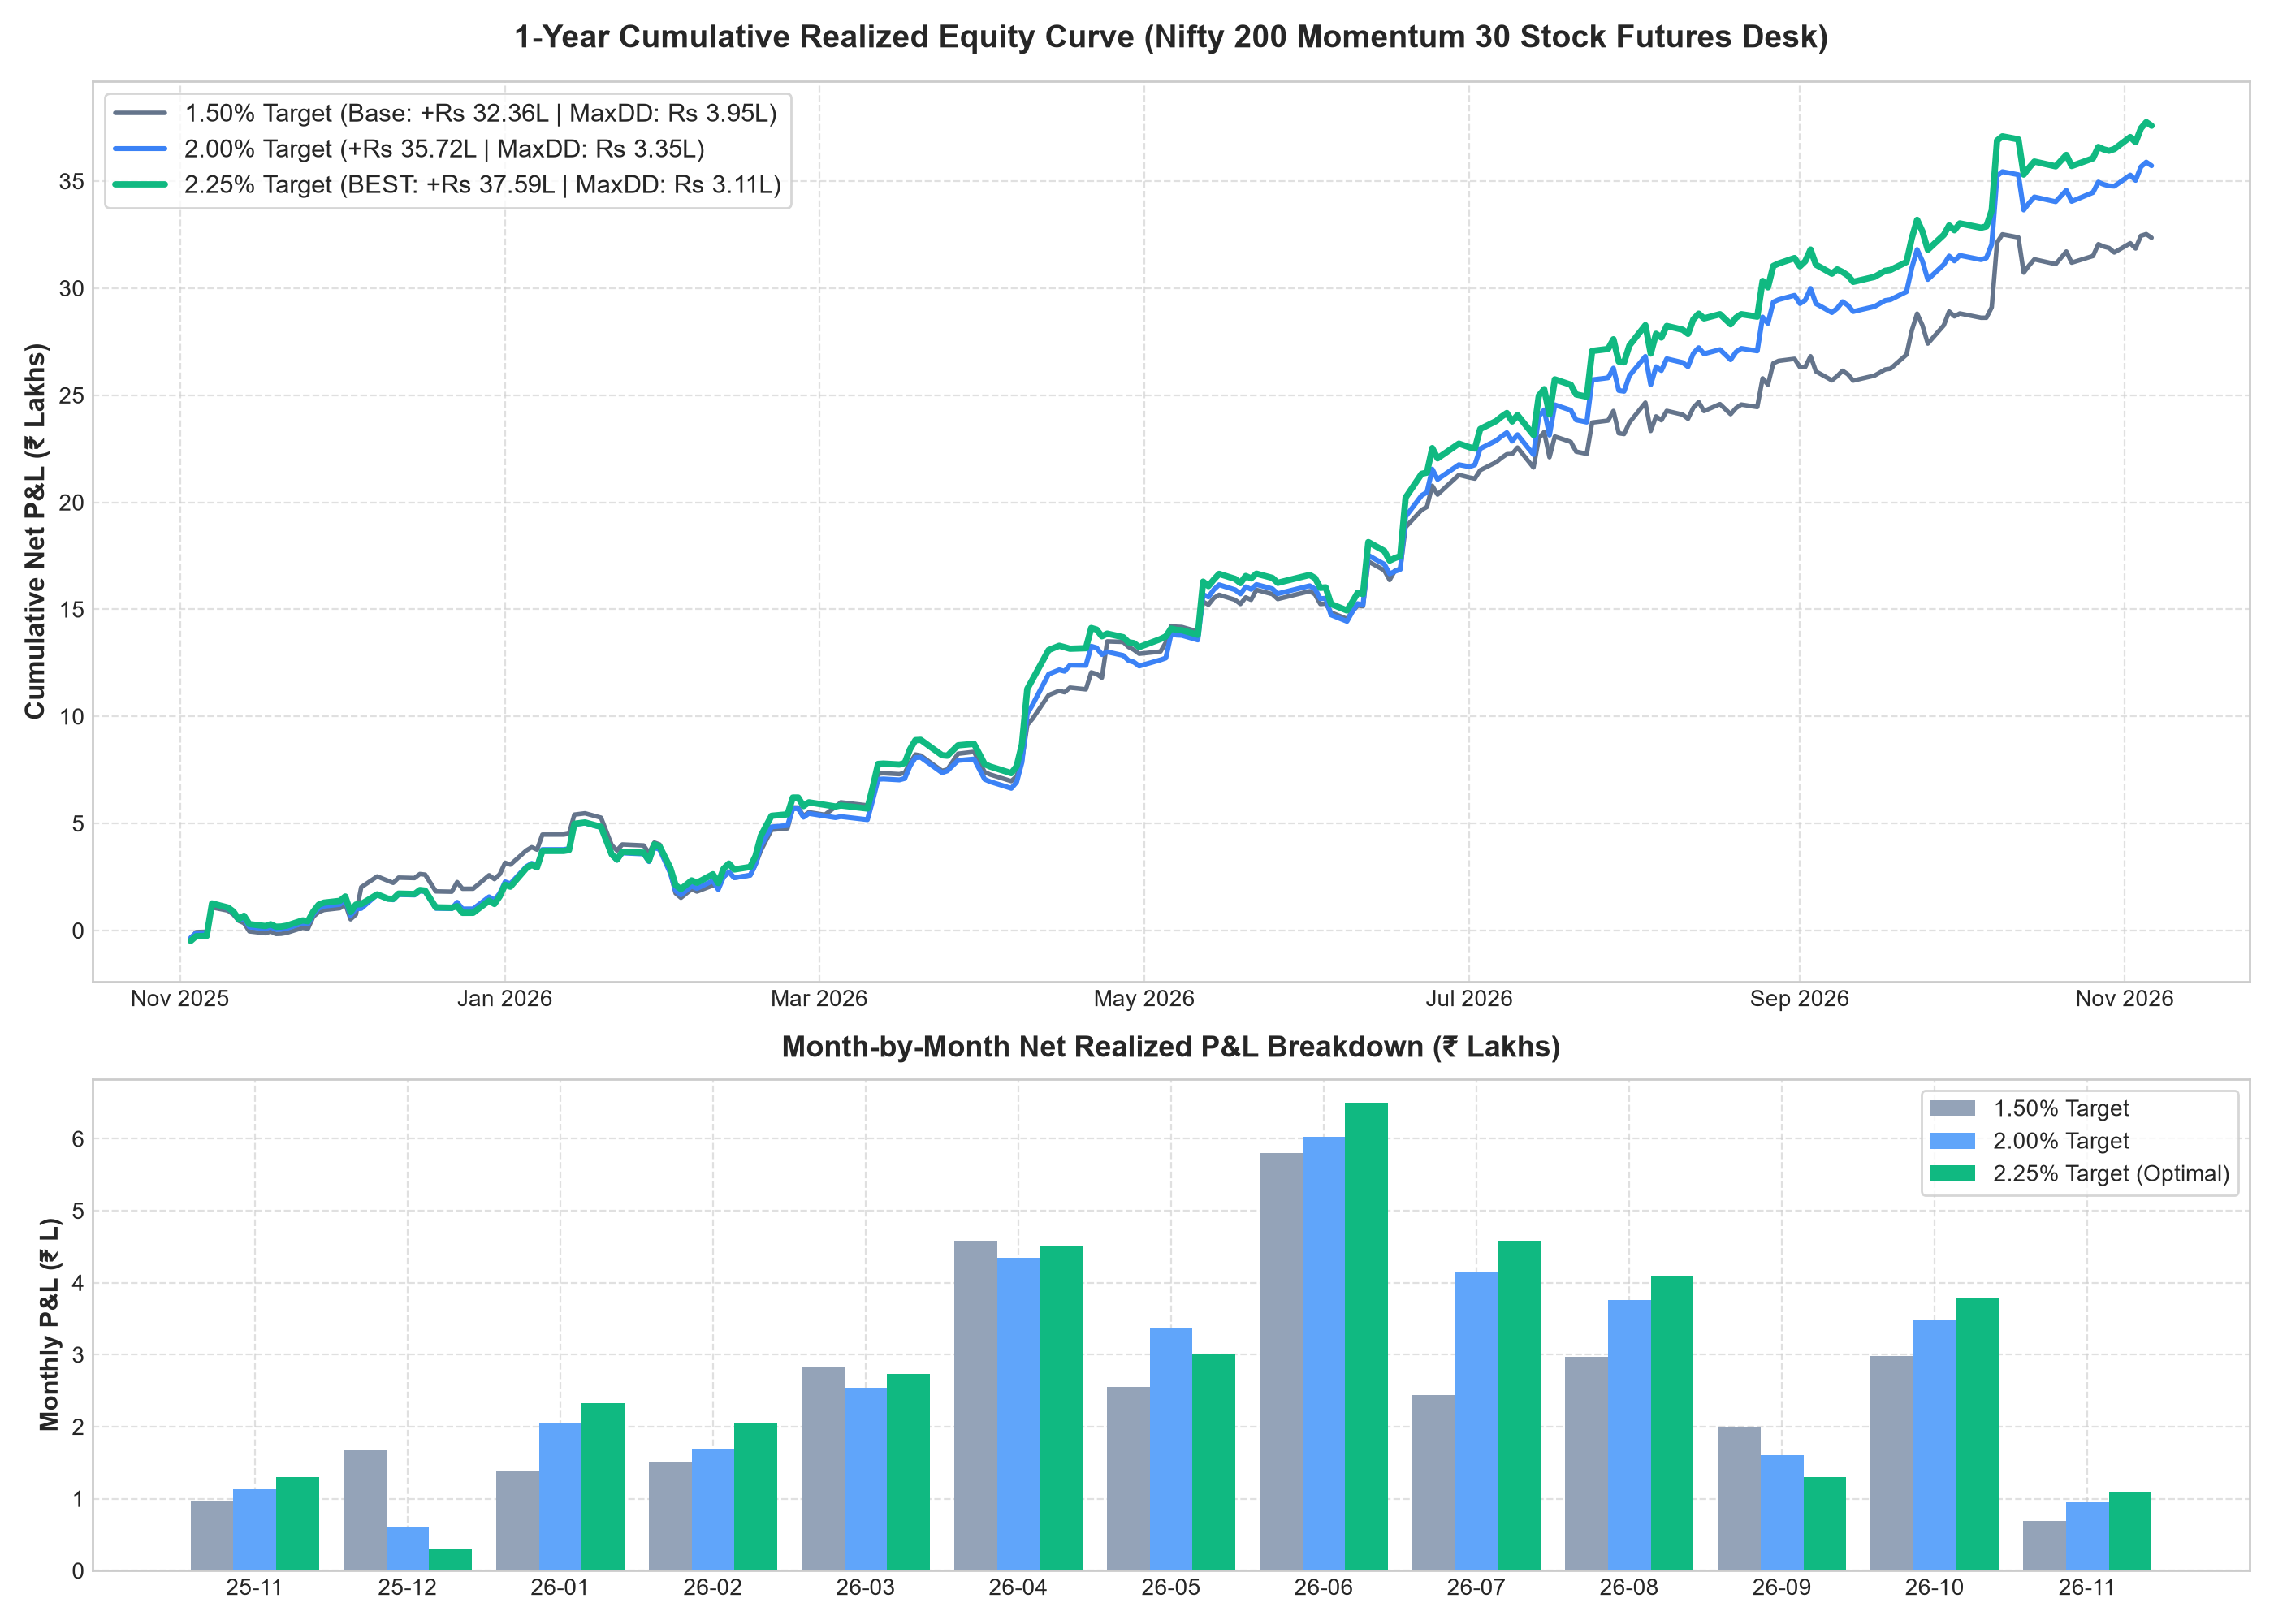 1-Year Cumulative Realized Equity Curve (Nifty 200 Momentum 30 Stock Futures Desk)
1.50% Target (Base: +Rs 32.36L | MaxDD: Rs 3.95L)
2.00% Target (+Rs 35.72L | MaxDD: Rs 3.35L)
2.25% Target (BEST: +Rs 37.59L | MaxDD: Rs 3.11L)
Cumulative Net P&L (₹ Lakhs)
35
30
25
20
15
10
5
0
Nov 2025
Jan 2026
Mar 2026
May 2026
Jul 2026
Sep 2026
Nov 2026
Month-by-Month Net Realized P&L Breakdown (₹ Lakhs)
1.50% Target
2.00% Target
2.25% Target (Optimal)
Monthly P&L (₹ L)
6
5
4
3
2
1
0
25-11
25-12
26-01
26-02
26-03
26-04
26-05
26-06
26-07
26-08
26-09
26-10
26-11